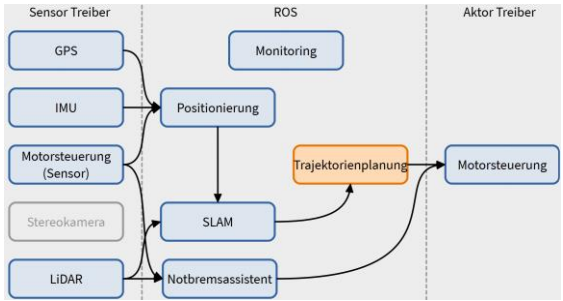 Sensor Treiber
ROS
Aktor Treiber
GPS
Monitoring
IMU
Positionierung
Motorsteuerung
(Sensor)
Trajektorienplanung
Motorsteuerung
Stereokamera
SLAM
LiDAR
Notbremsassistent